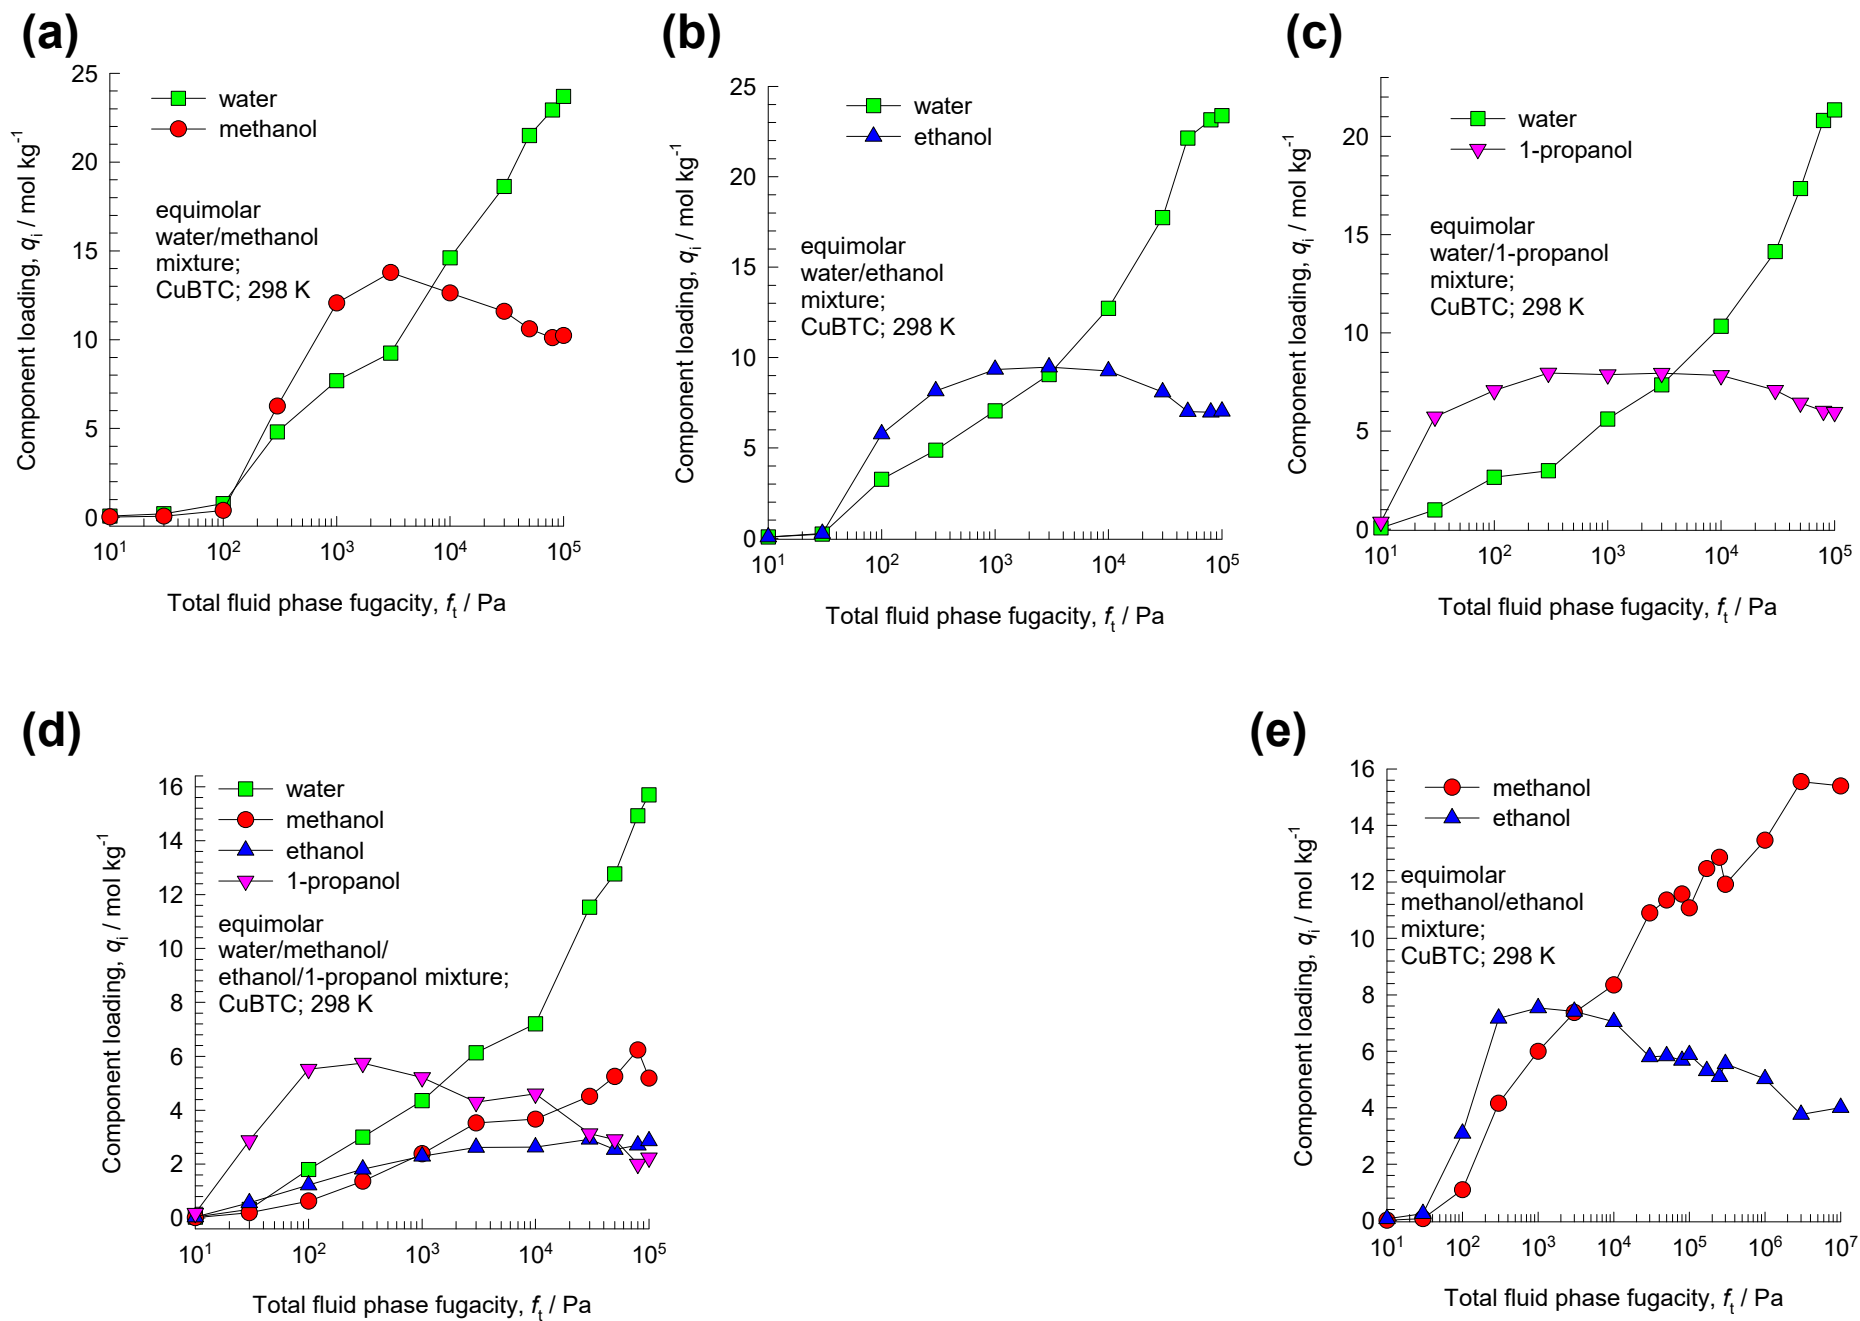 (a)
25
20
15
10
5
0
Component loading, qᵢ / mol kg⁻¹
water
methanol
equimolar
water/methanol
mixture;
CuBTC; 298 K
10¹ 10² 10³ 10⁴ 10⁵
Total fluid phase fugacity, fₜ / Pa
(b)
25
20
15
10
5
0
Component loading, qᵢ / mol kg⁻¹
water
ethanol
equimolar
water/ethanol
mixture;
CuBTC; 298 K
10¹ 10² 10³ 10⁴ 10⁵
Total fluid phase fugacity, fₜ / Pa
(c)
20
15
10
5
0
Component loading, qᵢ / mol kg⁻¹
water
1-propanol
equimolar
water/1-propanol
mixture;
CuBTC; 298 K
10¹ 10² 10³ 10⁴ 10⁵
Total fluid phase fugacity, fₜ / Pa
(d)
16
14
12
10
8
6
4
2
0
Component loading, qᵢ / mol kg⁻¹
water
methanol
ethanol
1-propanol
equimolar
water/methanol/
ethanol/1-propanol mixture;
CuBTC; 298 K
10¹ 10² 10³ 10⁴ 10⁵
Total fluid phase fugacity, fₜ / Pa
(e)
16
14
12
10
8
6
4
2
0
Component loading, qᵢ / mol kg⁻¹
methanol
ethanol
equimolar
methanol/ethanol
mixture;
CuBTC; 298 K
10¹ 10² 10³ 10⁴ 10⁵ 10⁶ 10⁷
Total fluid phase fugacity, fₜ / Pa